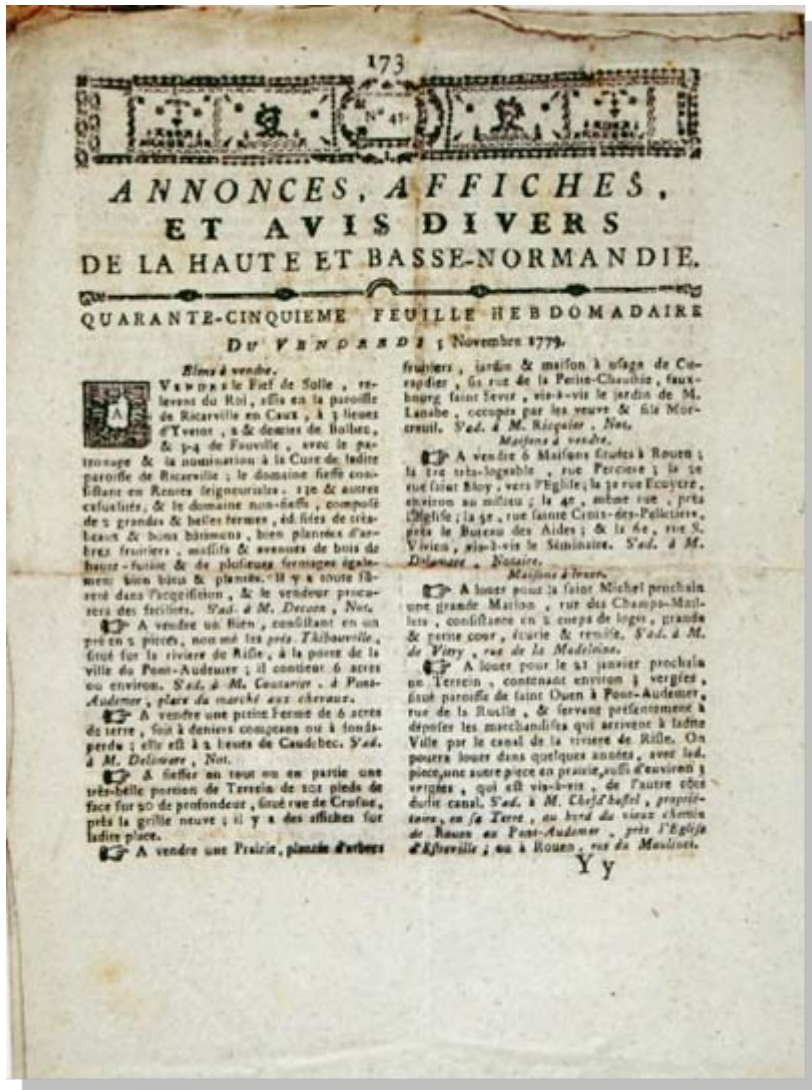 173
N° 45.
ANNONCES, AFFICHES,
ET AVIS DIVERS
DE LA HAUTE ET BASSE-NORMANDIE.
QUARANTE-CINQUIEME FEUILLE HEBDOMADAIRE
DU VENDREDI 5 Novembre 1779.
Biens à vendre.
A VENDRE le Fief de Solle, re-
levant du Roi, assis en la paroisse
de Ricarville en Caux, à 3 lieues
d'Yvetot, 2 & demies de Bolbec,
& 3-4 de Fauville, avec le pa-
tronage & la nomination à la Cure de ladite
paroisse de Ricarville; le domaine fieffé con-
sistant en Rentes seigneuriales, 13e & autres
casualités, & le domaine non-fieffé, composé
de 2 grandes & belles fermes, édifiées de très-
beaux & bons bâtimens, bien plantées d'ar-
bres fruitiers, massifs & avenues de bois de
haute-futaie & de plusieurs fermages égale-
ment bien bâtis & plantés. Il y a toute sû-
reté dans l'acquisition, & le vendeur procu-
rera des facilités. S'ad. à M. Decaen, Not.
A vendre un Bien, consistant en un
pré en 2 pieces, nommé les prés Thibouville,
situé sur la riviere de Risle, à la porte de la
ville du Pont-Audemer; il contient 6 acres
ou environ. S'ad. à M. Couturier, à Pont-
Audemer, place du marché aux chevaux.
A vendre une petite Ferme de 6 acres
de terre, soit à deniers comptans ou à fonds-
perdu; elle est à 2 lieues de Caudebec. S'ad.
à M. Delamare, Not.
A fieffer en tout ou en partie une
très-belle portion de Terrein de 101 pieds de
face sur 20 de profondeur, situé rue de Crosne,
près la grille neuve; il y a des affiches sur
ladite place.
A vendre une Prairie, plantée d'arbres
fruitiers, jardin & maison à usage de Cu-
randier, sis rue de la Petite-Chaussée, faux-
bourg saint Sever, vis-à-vis le jardin de M.
Lanabe, occupés par les veuve & fils Mor-
treuil. S'ad. à M. Ricquier, Not.
Maisons à vendre.
A vendre 6 Maisons situées à Rouen;
la 1re très-logeable, rue Perciere; la 2e
rue saint Eloy, vers l'Eglise; la 3e rue Ecuyere,
environ au milieu; la 4e, même rue, près
l'Eglise; la 5e, rue sainte Croix-des-Pelletiers,
près le Bureau des Aides; & la 6e, rue S.
Vivien, vis-à-vis le Séminaire. S'ad. à M.
Delamare, Notaire.
Maisons à louer.
A louer pour la saint Michel prochain
une grande Maison, rue des Champs-Mail-
lets, consistante en 2 corps de logis, grande
& petite cour, écurie & remise. S'ad. à M.
de Vitry, rue de la Madeleine.
A louer pour le 21 janvier prochain
un Terrein, contenant environ 3 vergées,
situé paroisse de saint Ouen à Pont-Audemer,
rue de la Ruelle, & servant présentement à
déposer les marchandises qui arrivent à ladite
Ville par le canal de la riviere de Risle. On
pourra louer dans quelques années, avec lad.
piece, une autre piece en prairie, aussi d'environ 3
vergées, qui est vis-à-vis, de l'autre côté
dudit canal. S'ad. à M. Chefd'hostel, proprié-
taire, en sa Terre, au bord du vieux chemin
de Rouen au Pont-Audemer, près l'Eglise
d'Estreville; ou à Rouen, rue du Moulinet.
Yy